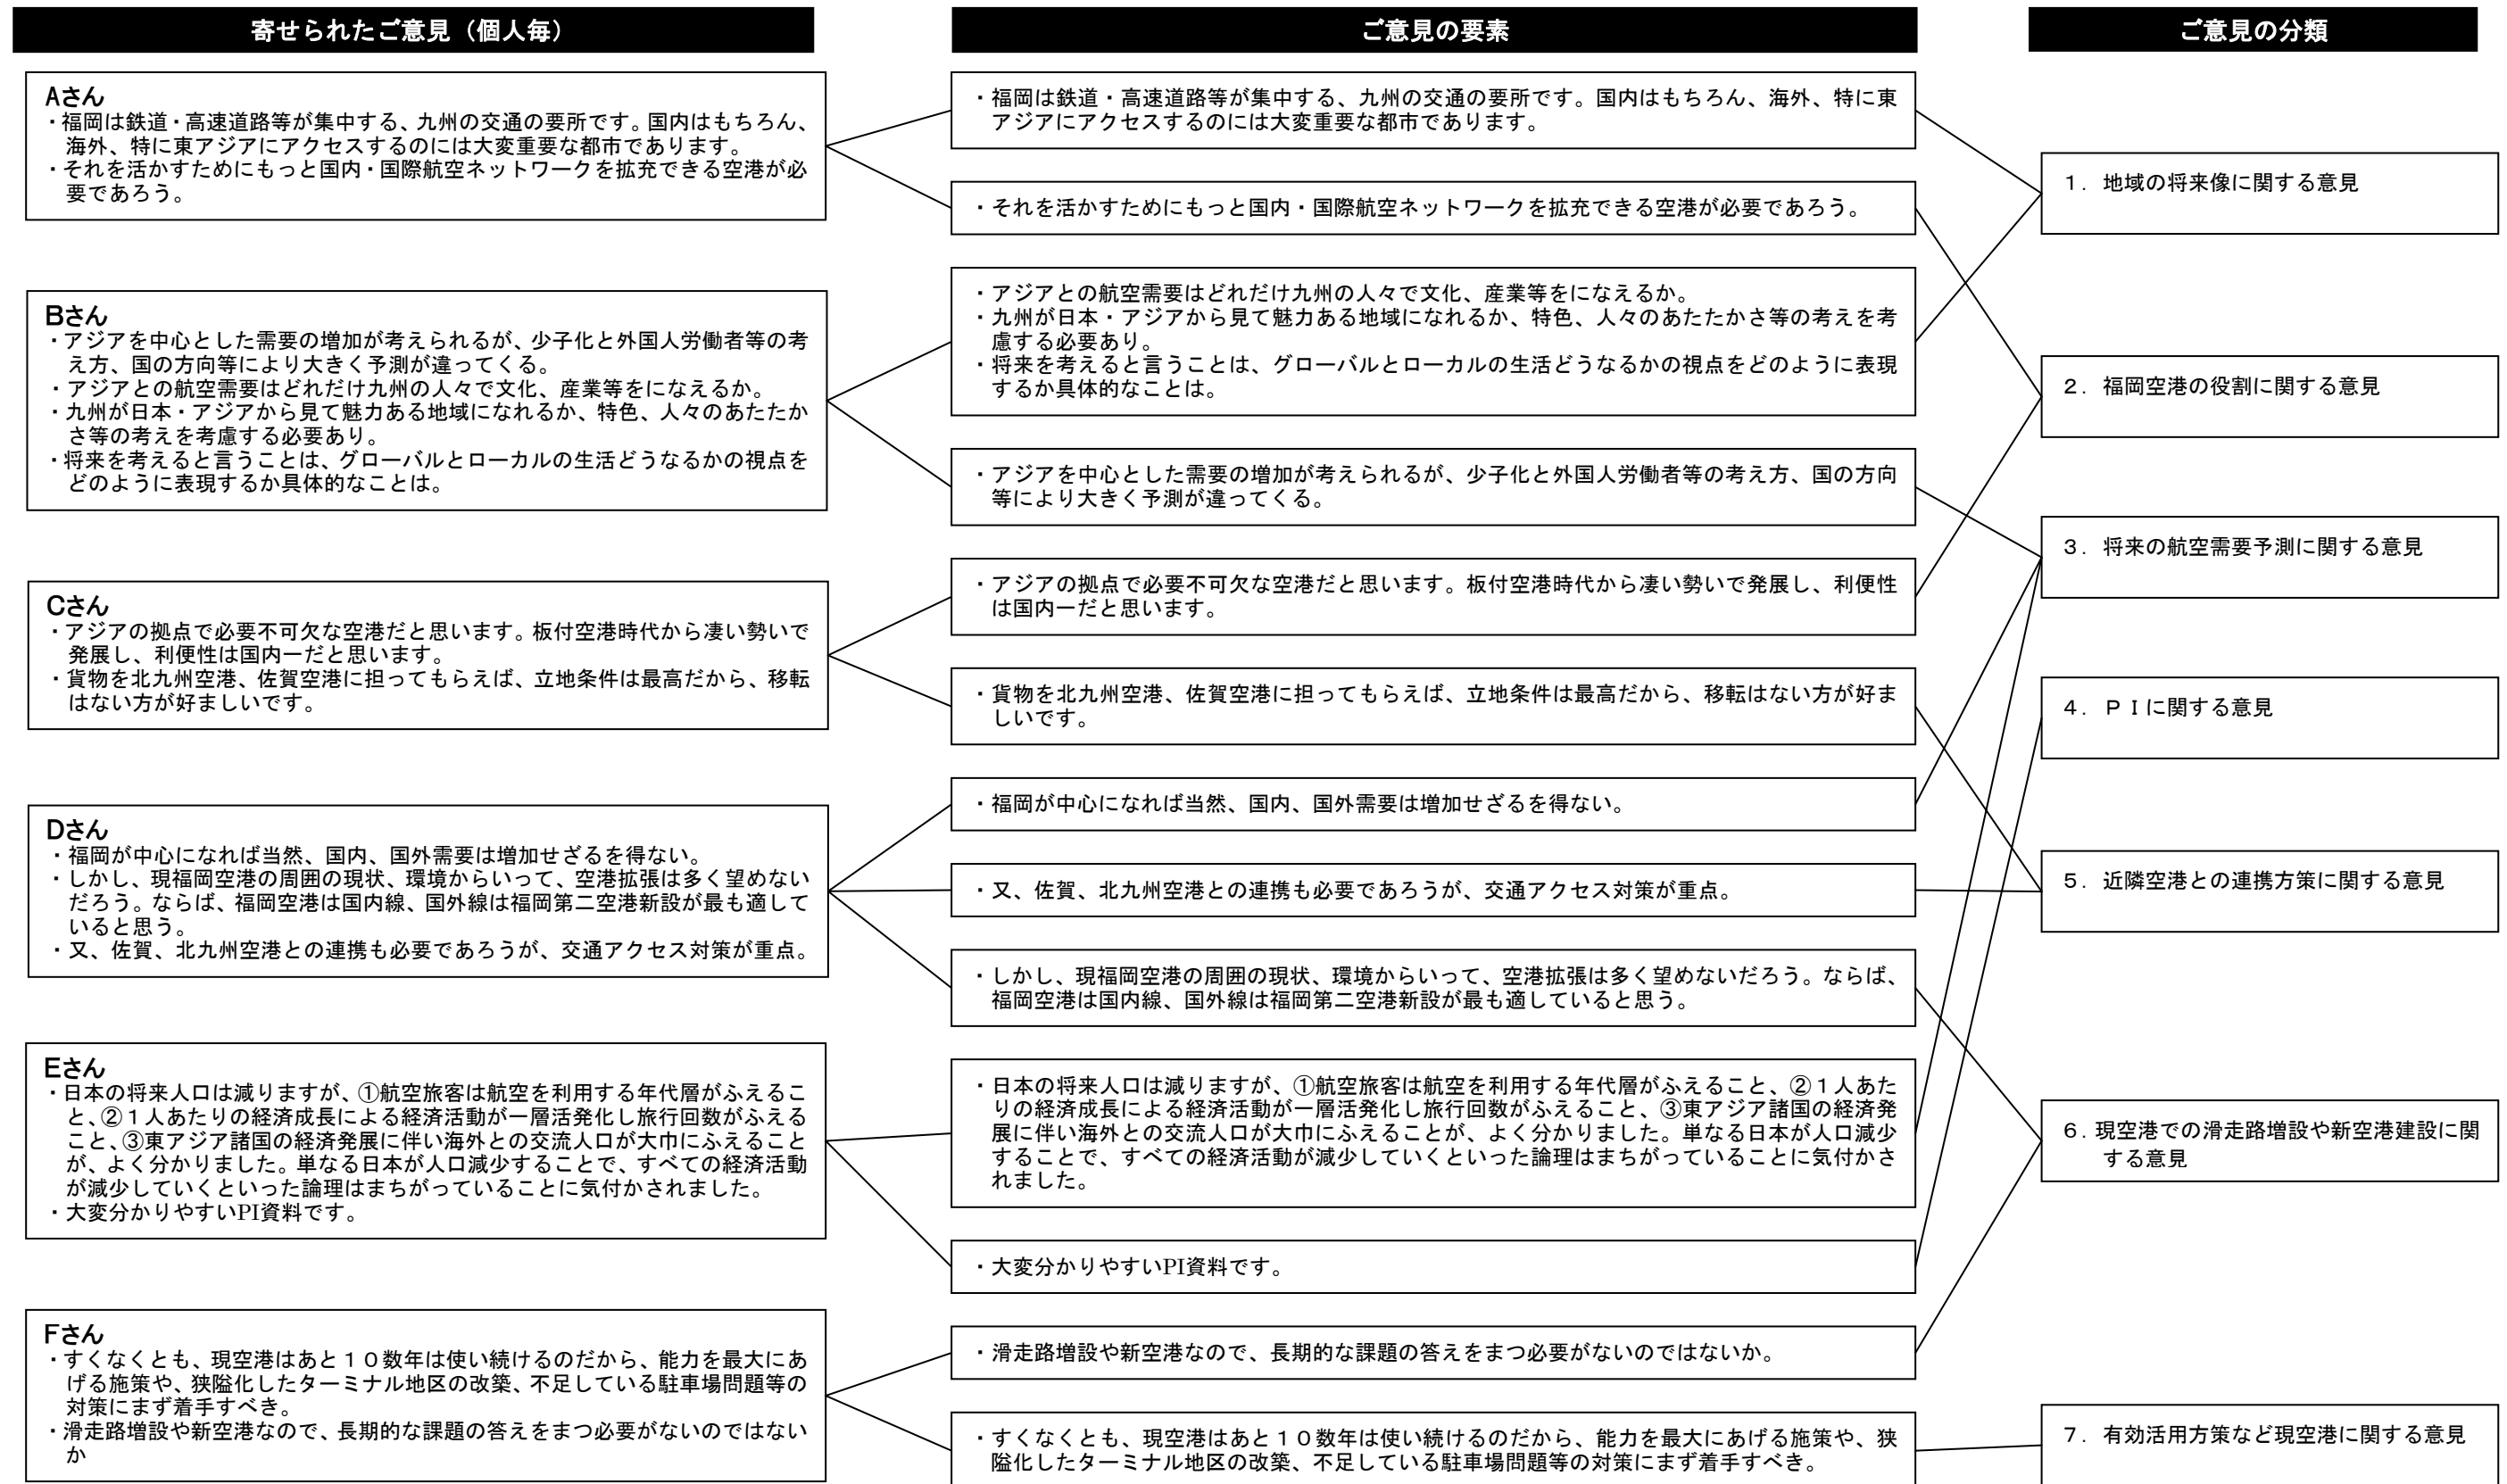 寄せられたご意見（個人毎）
Aさん
・福岡は鉄道・高速道路等が集中する、九州の交通の要所です。国内はもちろん、
海外、特に東アジアにアクセスするのには大変重要な都市であります。
・それを活かすためにもっと国内・国際航空ネットワークを拡充できる空港が必
要であろう。
Bさん
・アジアを中心とした需要の増加が考えられるが、少子化と外国人労働者等の考
え方、国の方向等により大きく予測が違ってくる。
・アジアとの航空需要はどれだけ九州の人々で文化、産業等をになえるか。
・九州が日本・アジアから見て魅力ある地域になれるか、特色、人々のあたたか
さ等の考えを考慮する必要あり。
・将来を考えると言うことは、グローバルとローカルの生活どうなるかの視点を
どのように表現するか具体的なことは。
Cさん
・アジアの拠点で必要不可欠な空港だと思います。板付空港時代から凄い勢いで
発展し、利便性は国内一だと思います。
・貨物を北九州空港、佐賀空港に担ってもらえば、立地条件は最高だから、移転
はない方が好ましいです。
Dさん
・福岡が中心になれば当然、国内、国外需要は増加せざるを得ない。
・しかし、現福岡空港の周囲の現状、環境からいって、空港拡張は多く望めない
だろう。ならば、福岡空港は国内線、国外線は福岡第二空港新設が最も適して
いると思う。
・又、佐賀、北九州空港との連携も必要であろうが、交通アクセス対策が重点。
Eさん
・日本の将来人口は減りますが、①航空旅客は航空を利用する年代層がふえるこ
と、②１人あたりの経済成長による経済活動が一層活発化し旅行回数がふえる
こと、③東アジア諸国の経済発展に伴い海外との交流人口が大巾にふえること
が、よく分かりました。単なる日本が人口減少することで、すべての経済活動
が減少していくといった論理はまちがっていることに気付かされました。
・大変分かりやすいPI資料です。
Fさん
・すくなくとも、現空港はあと１０数年は使い続けるのだから、能力を最大にあ
げる施策や、狭隘化したターミナル地区の改築、不足している駐車場問題等の
対策にまず着手すべき。
・滑走路増設や新空港なので、長期的な課題の答えをまつ必要がないのではない
か
ご意見の要素
・福岡は鉄道・高速道路等が集中する、九州の交通の要所です。国内はもちろん、海外、特に東
アジアにアクセスするのには大変重要な都市であります。
・それを活かすためにもっと国内・国際航空ネットワークを拡充できる空港が必要であろう。
・アジアとの航空需要はどれだけ九州の人々で文化、産業等をになえるか。
・九州が日本・アジアから見て魅力ある地域になれるか、特色、人々のあたたかさ等の考えを考
慮する必要あり。
・将来を考えると言うことは、グローバルとローカルの生活どうなるかの視点をどのように表現
するか具体的なことは。
・アジアを中心とした需要の増加が考えられるが、少子化と外国人労働者等の考え方、国の方向
等により大きく予測が違ってくる。
・アジアの拠点で必要不可欠な空港だと思います。板付空港時代から凄い勢いで発展し、利便性
は国内一だと思います。
・貨物を北九州空港、佐賀空港に担ってもらえば、立地条件は最高だから、移転はない方が好ま
しいです。
・福岡が中心になれば当然、国内、国外需要は増加せざるを得ない。
・又、佐賀、北九州空港との連携も必要であろうが、交通アクセス対策が重点。
・しかし、現福岡空港の周囲の現状、環境からいって、空港拡張は多く望めないだろう。ならば、
福岡空港は国内線、国外線は福岡第二空港新設が最も適していると思う。
・日本の将来人口は減りますが、①航空旅客は航空を利用する年代層がふえること、②１人あた
りの経済成長による経済活動が一層活発化し旅行回数がふえること、③東アジア諸国の経済発
展に伴い海外との交流人口が大巾にふえることが、よく分かりました。単なる日本が人口減少
することで、すべての経済活動が減少していくといった論理はまちがっていることに気付かさ
れました。
・大変分かりやすいPI資料です。
・滑走路増設や新空港なので、長期的な課題の答えをまつ必要がないのではないか。
・すくなくとも、現空港はあと１０数年は使い続けるのだから、能力を最大にあげる施策や、狭
隘化したターミナル地区の改築、不足している駐車場問題等の対策にまず着手すべき。
ご意見の分類
１．地域の将来像に関する意見
２．福岡空港の役割に関する意見
３．将来の航空需要予測に関する意見
４．ＰＩに関する意見
５．近隣空港との連携方策に関する意見
６．現空港での滑走路増設や新空港建設に関
する意見
７．有効活用方策など現空港に関する意見